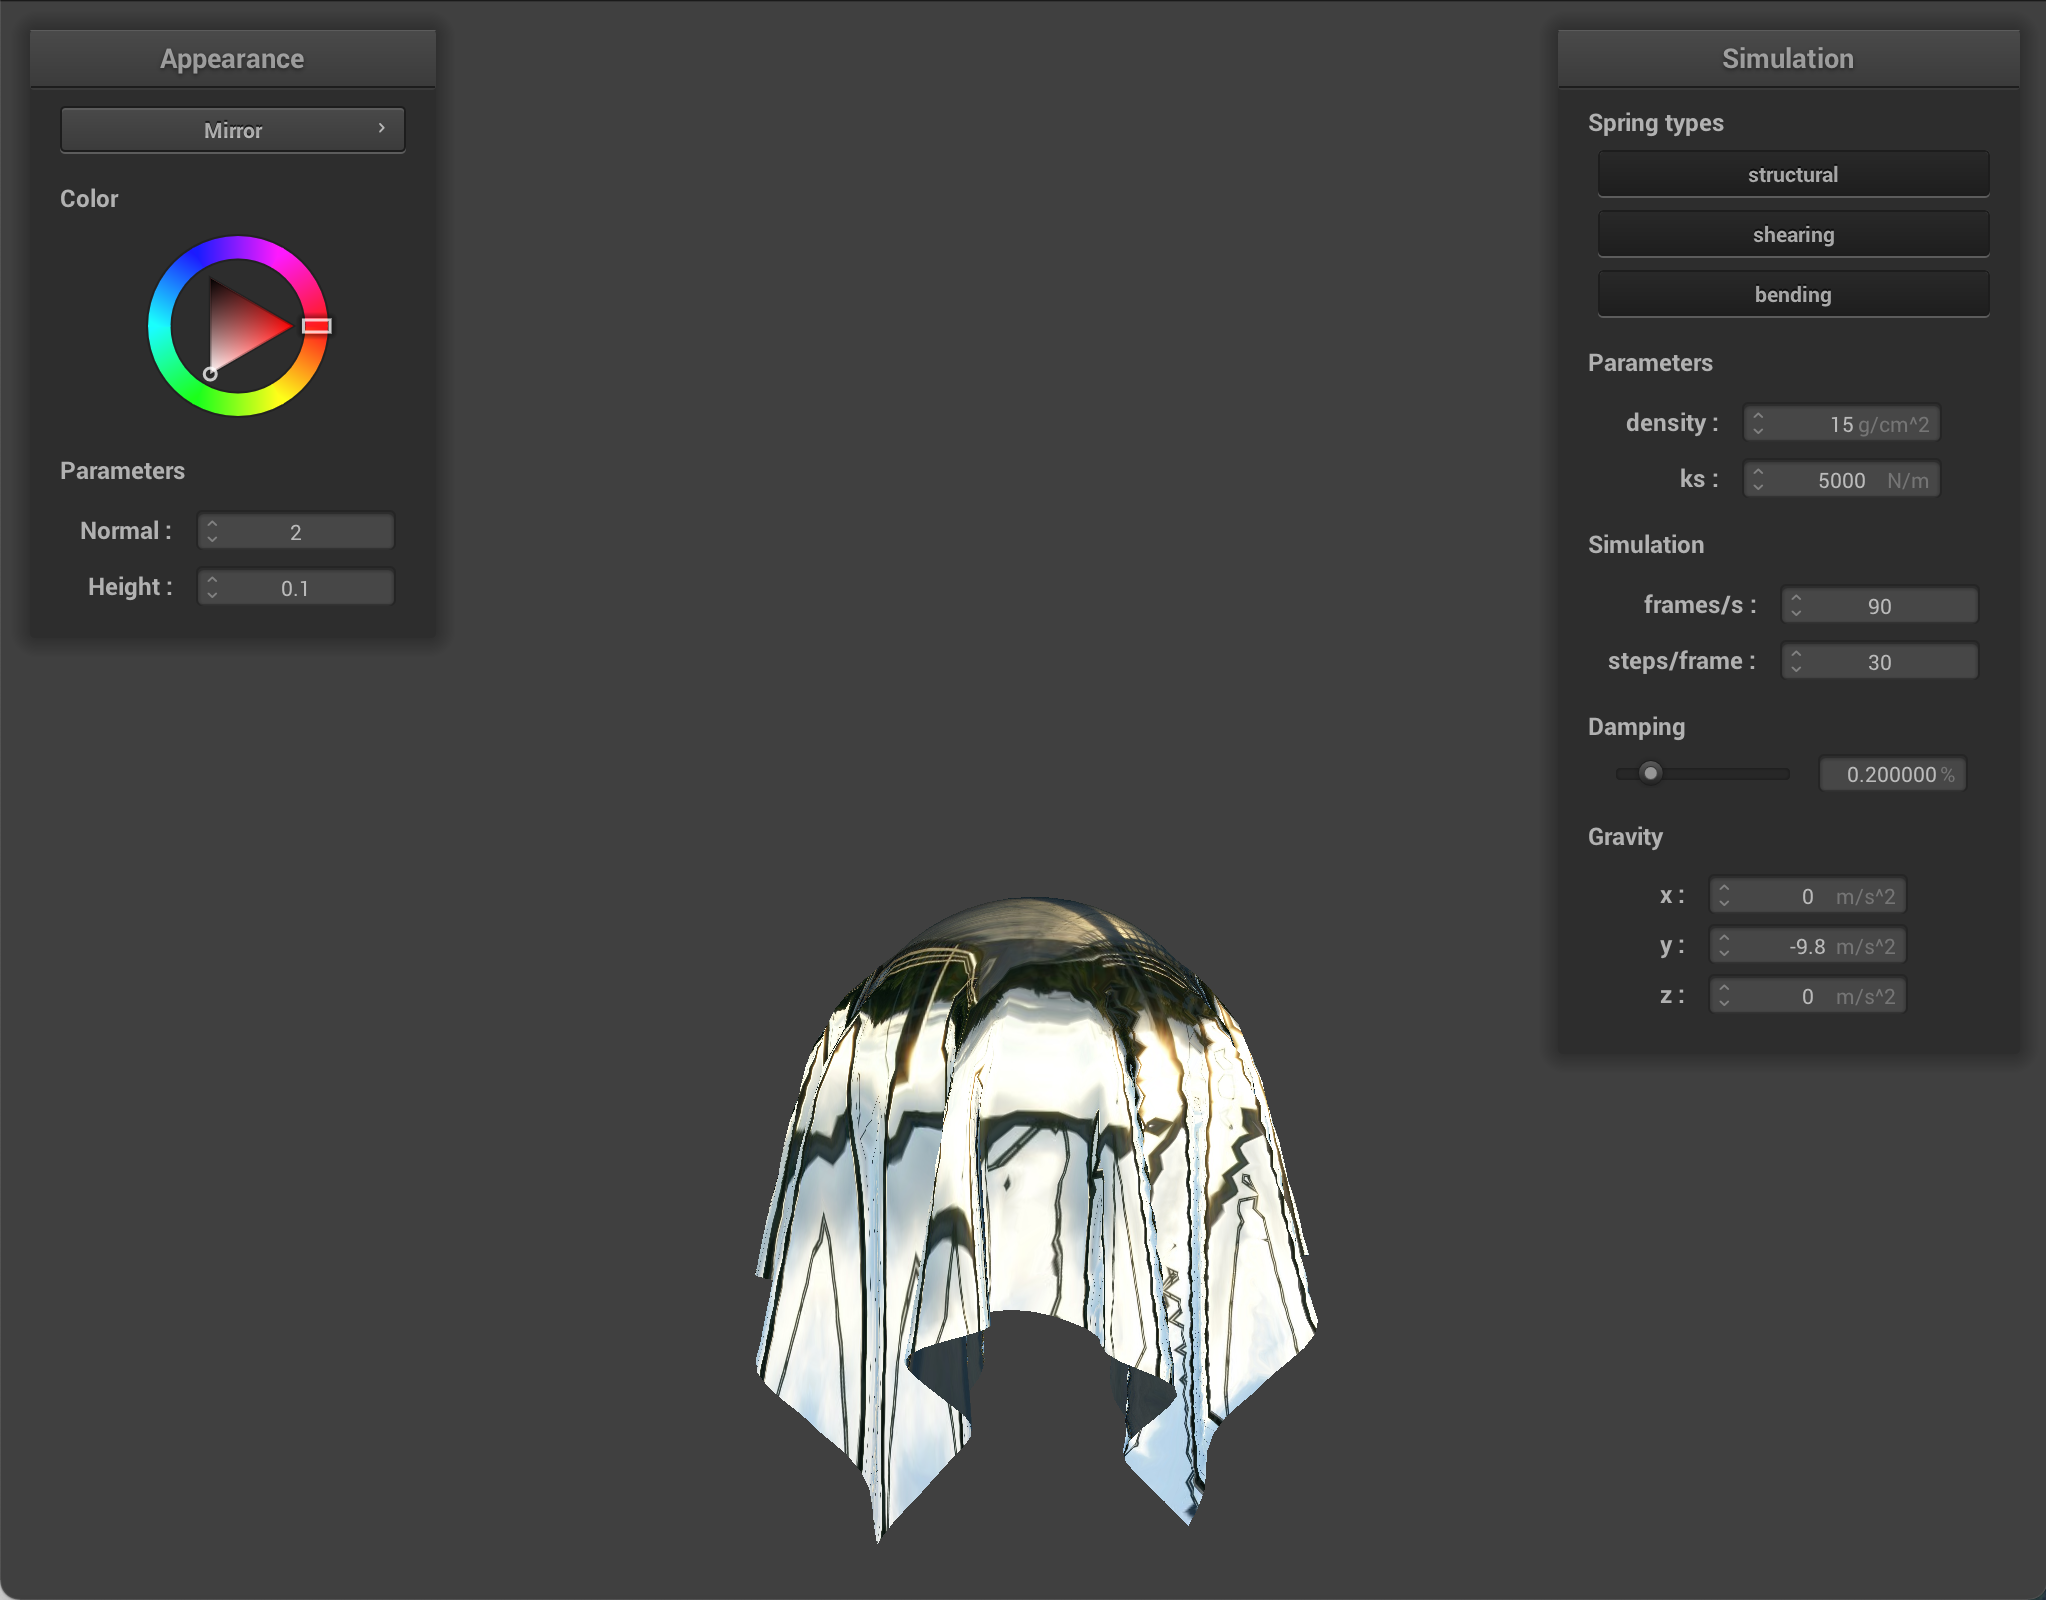 Appearance
Mirror
Color
Parameters
Normal : 2
Height : 0.1
Simulation
Spring types
structural
shearing
bending
Parameters
density : 15 g/cm^2
ks : 5000 N/m
Simulation
frames/s : 90
steps/frame : 30
Damping
0.200000 %
Gravity
x : 0 m/s^2
y : -9.8 m/s^2
z : 0 m/s^2